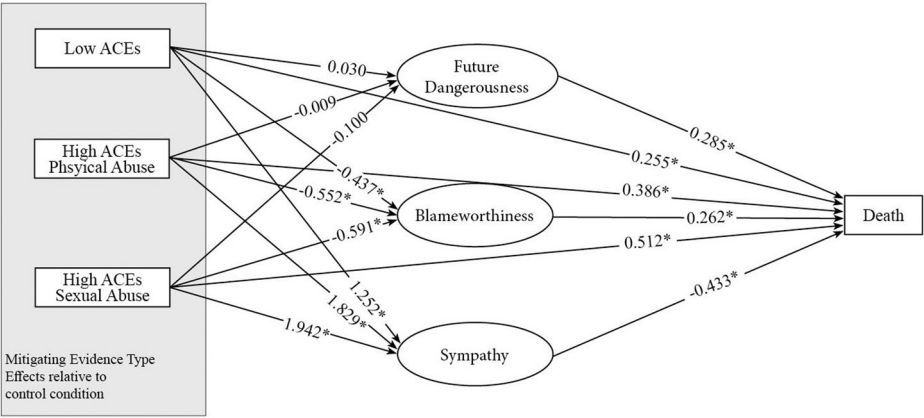 Low ACEs
High ACEs
Phsyical Abuse
High ACEs
Sexual Abuse
Mitigating Evidence Type
Effects relative to
control condition
0.030
-0.009
-0.100
-0.437*
-0.552*
-0.591*
1.252*
1.829*
1.942*
Future
Dangerousness
Blameworthiness
Sympathy
0.285*
0.255*
0.386*
0.262*
0.512*
-0.433*
Death